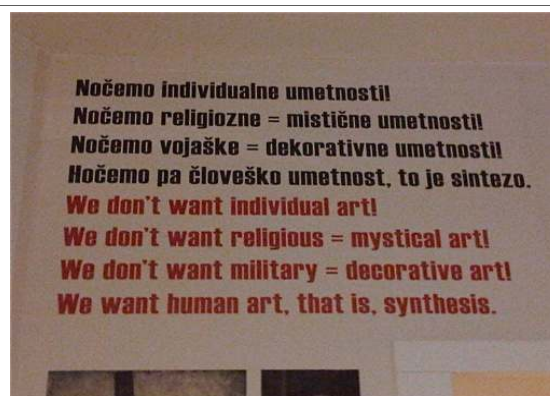 Nočemo individualne umetnosti!
Nočemo religiozne = mistične umetnosti!
Nočemo vojaške = dekorativne umetnosti!
Hočemo pa človeško umetnost, to je sintezo.
We don't want individual art!
We don't want religious = mystical art!
We don't want military = decorative art!
We want human art, that is, synthesis.